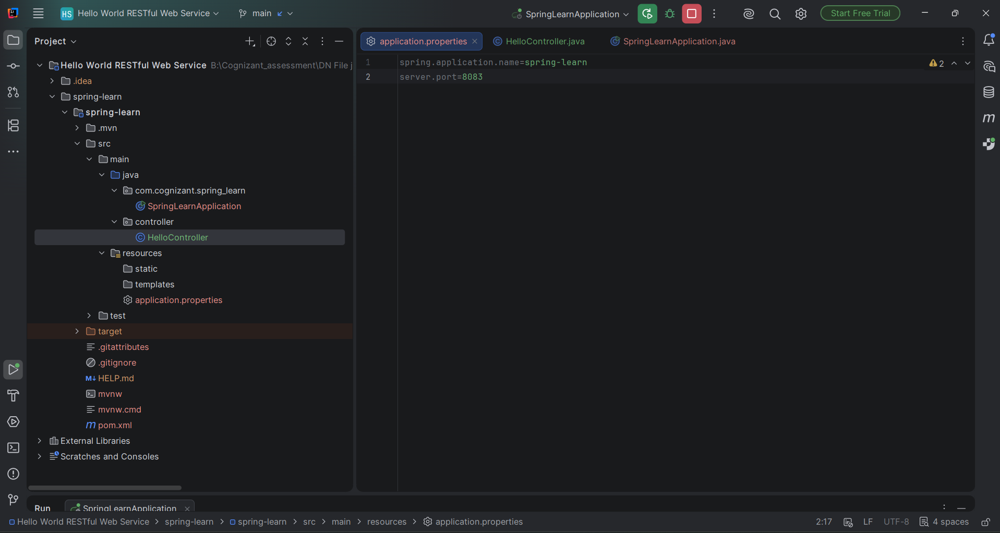 HS Hello World RESTful Web Service main SpringLearnApplication Start Free Trial
Project
application.properties HelloController.java SpringLearnApplication.java
Hello World RESTful Web Service B:\Cognizant_assessment\DN File j
.idea
spring-learn
spring-learn
.mvn
src
main
java
com.cognizant.spring_learn
SpringLearnApplication
controller
HelloController
resources
static
templates
application.properties
test
target
.gitattributes
.gitignore
M↓ HELP.md
mvnw
mvnw.cmd
m pom.xml
External Libraries
Scratches and Consoles
1 spring.application.name=spring-learn
2 server.port=8083
2
m
Run SpringLearnApplication
Hello World RESTful Web Service > spring-learn > spring-learn > src > main > resources > application.properties 2:17 LF UTF-8 4 spaces